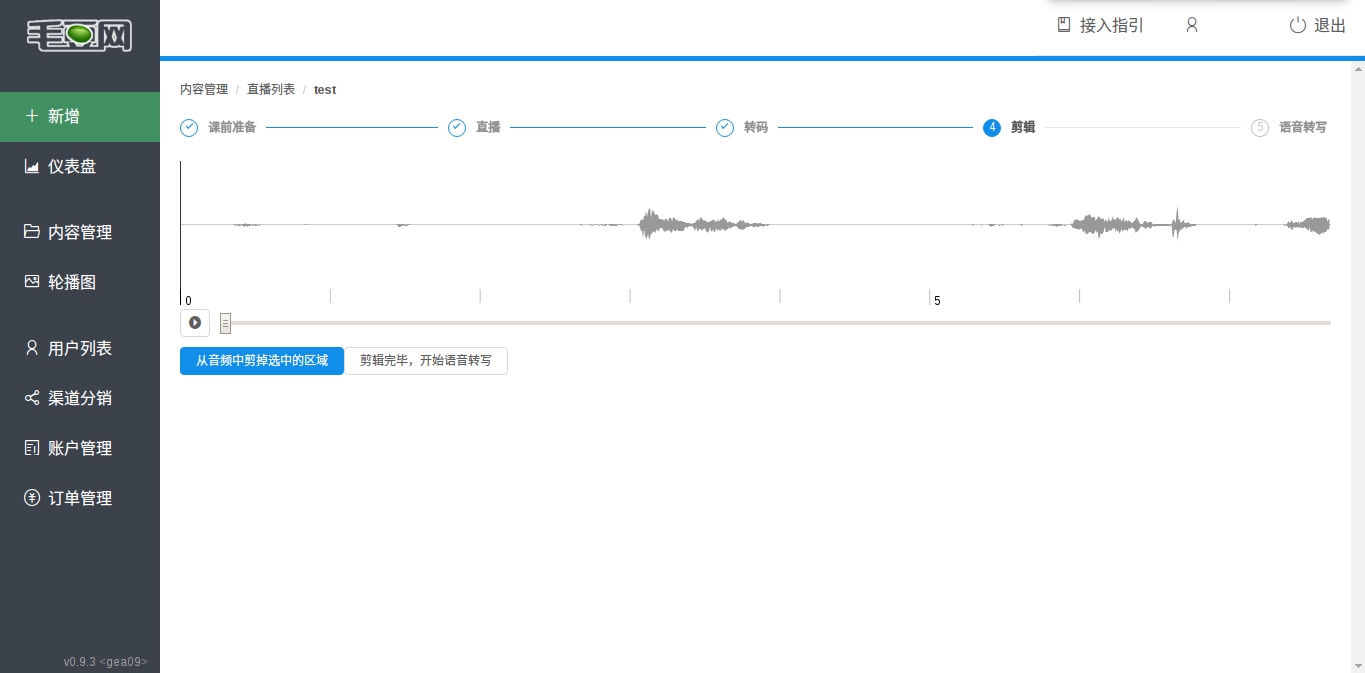 毛豆网
接入指引
退出
新增
仪表盘
内容管理
轮播图
用户列表
渠道分销
账户管理
订单管理
v0.9.3 <gea09>
内容管理 / 直播列表 / test
课前准备 直播 转码 4 剪辑 5 语音转写
0 5
从音频中剪掉选中的区域 剪辑完毕，开始语音转写